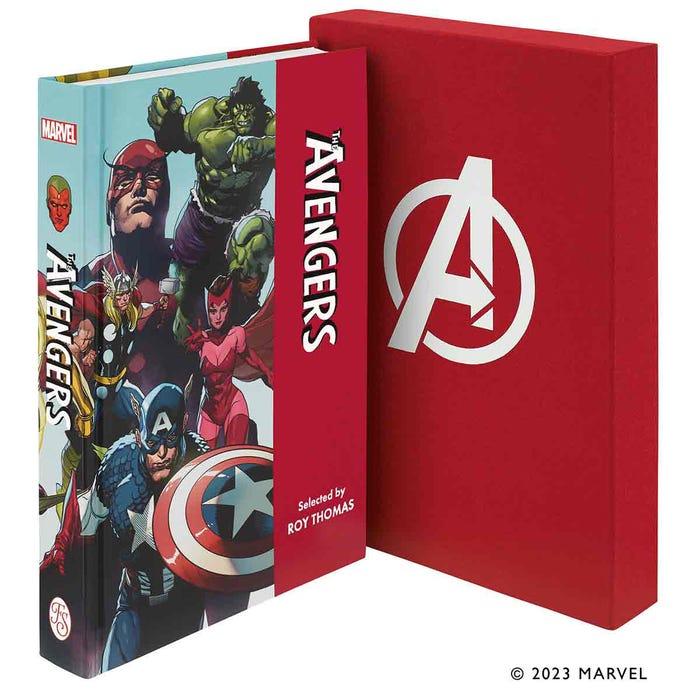 MARVEL
THE
AVENGERS
FS
THE
AVENGERS
A
Selected by
ROY THOMAS
A
© 2023 MARVEL